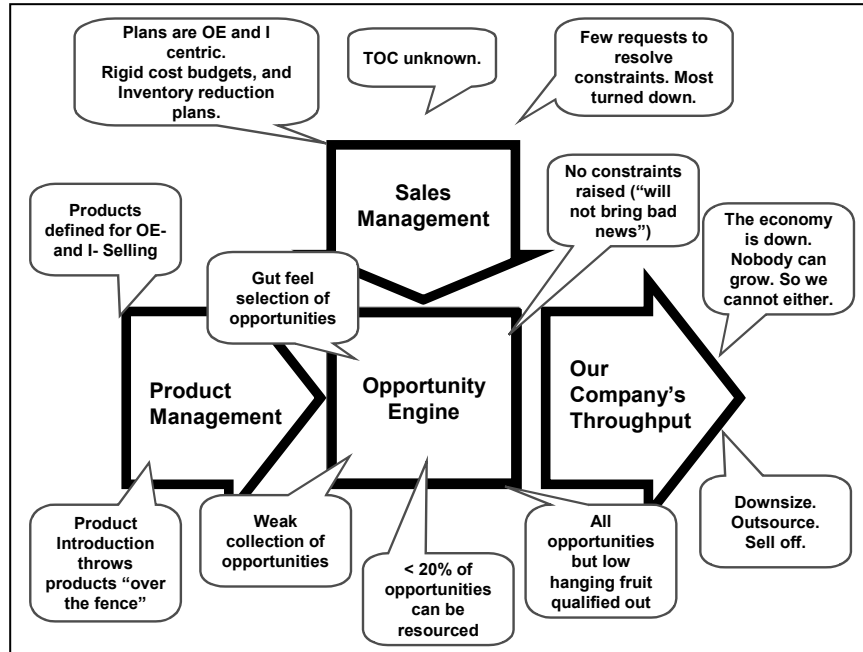 Plans are OE and I
centric.
Rigid cost budgets, and
Inventory reduction
plans.
TOC unknown.
Few requests to
resolve
constraints. Most
turned down.
Products
defined for OE-
and I- Selling
Sales
Management
No constraints
raised (“will
not bring bad
news”)
The economy
is down.
Nobody can
grow. So we
cannot either.
Gut feel
selection of
opportunities
Product
Management
Opportunity
Engine
Our
Company’s
Throughput
Product
Introduction
throws
products “over
the fence”
Weak
collection of
opportunities
< 20% of
opportunities
can be
resourced
All
opportunities
but low
hanging fruit
qualified out
Downsize.
Outsource.
Sell off.